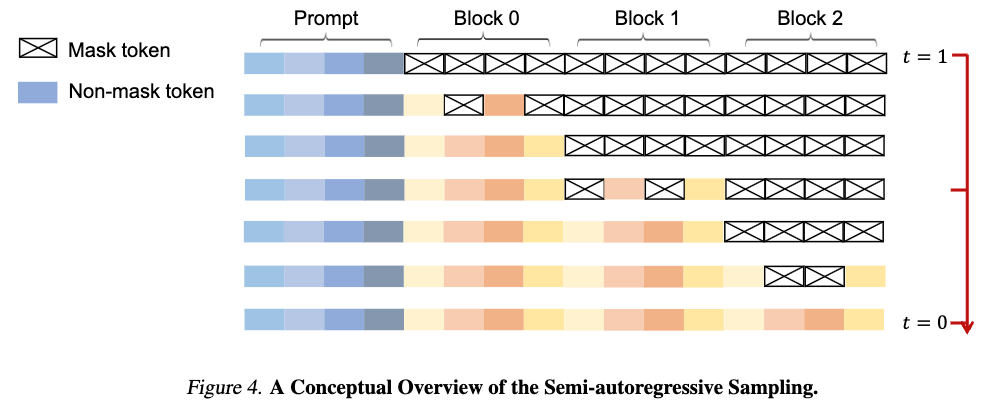 Prompt
Block 0
Block 1
Block 2
Mask token
Non-mask token
t = 1
t = 0
Figure 4. A Conceptual Overview of the Semi-autoregressive Sampling.